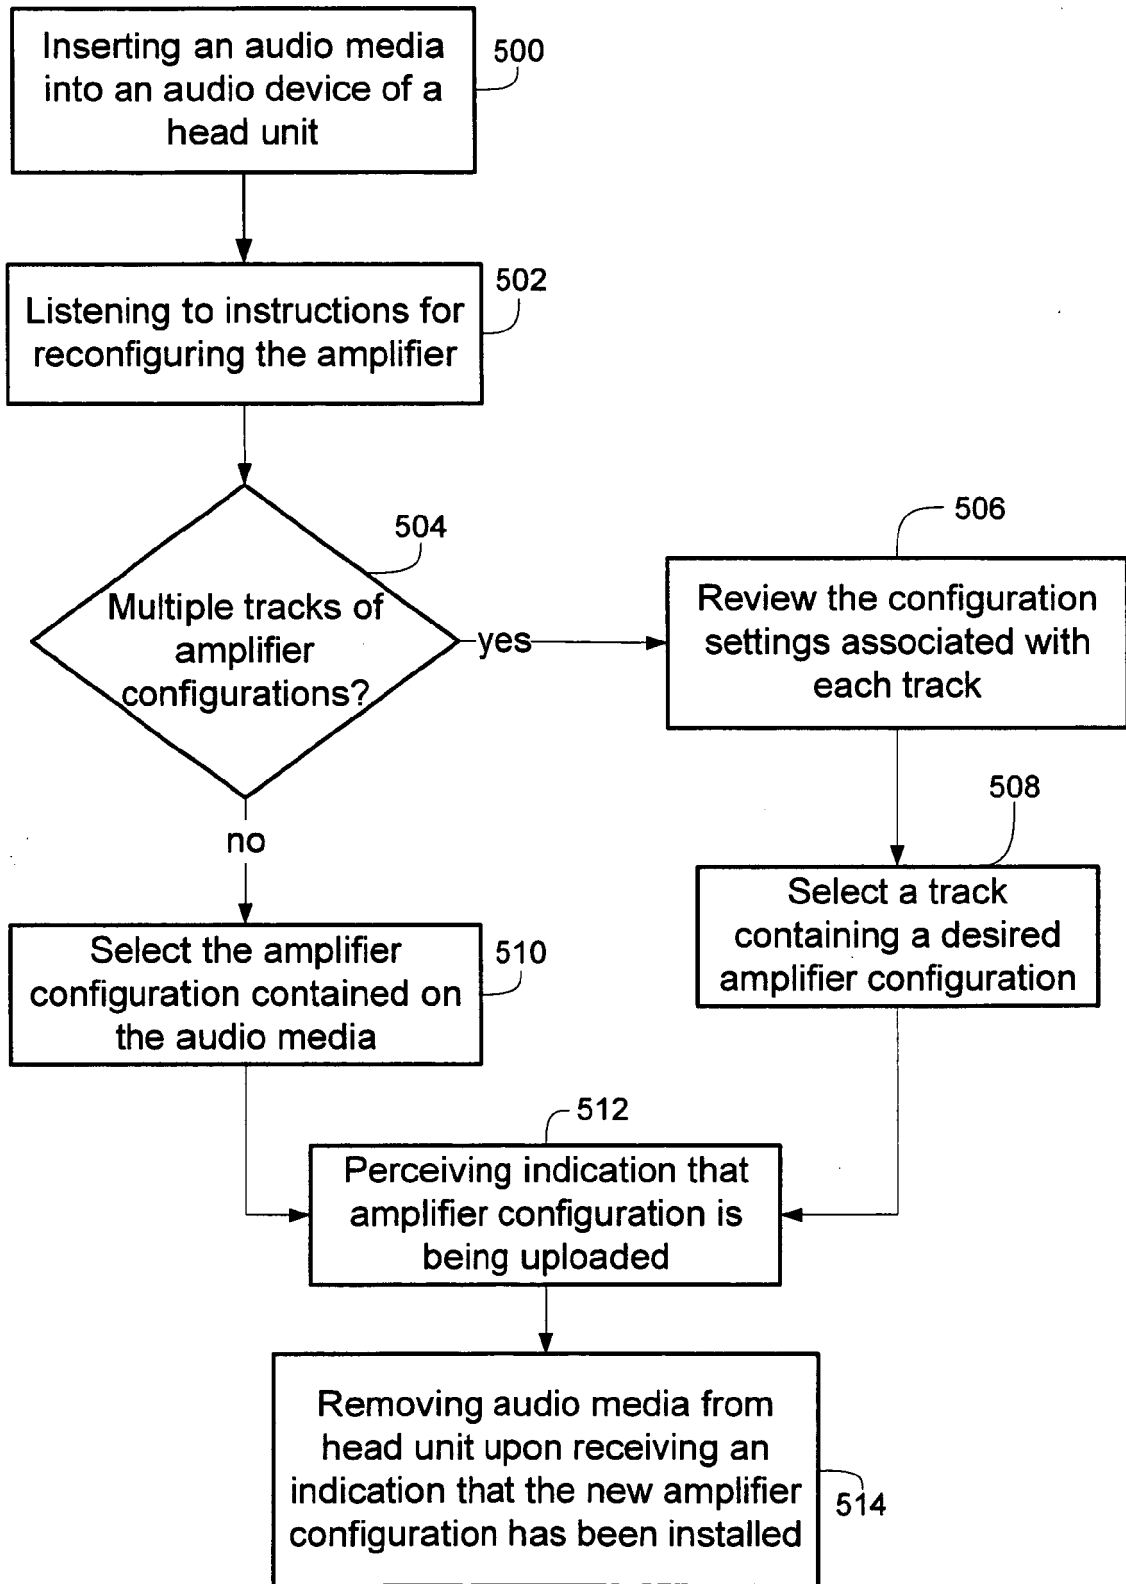 Inserting an audio media
into an audio device of a
head unit
500
Listening to instructions for
reconfiguring the amplifier
502
Multiple tracks of
amplifier
configurations?
504
yes
no
506
Review the configuration
settings associated with
each track
508
Select a track
containing a desired
amplifier configuration
Select the amplifier
configuration contained on
the audio media
510
512
Perceiving indication that
amplifier configuration is
being uploaded
Removing audio media from
head unit upon receiving an
indication that the new amplifier
configuration has been installed
514